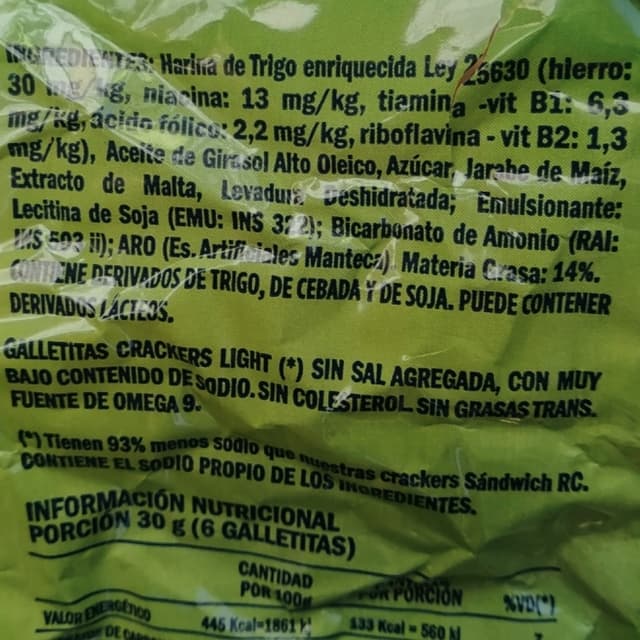 INGREDIENTES: Harina de Trigo enriquecida Ley 25630 (hierro:
30 mg/kg, niacina: 13 mg/kg, tiamina -vit B1: 6,3
mg/kg, ácido fólico: 2,2 mg/kg, riboflavina - vit B2: 1,3
mg/kg), Aceite de Girasol Alto Oleico, Azúcar, Jarabe de Maíz,
Extracto de Malta, Levadura Deshidratada; Emulsionante:
Lecitina de Soja (EMU: INS 322); Bicarbonato de Amonio (RAI:
INS 503 ii); ARO (Es. Artificiales Manteca). Materia Grasa: 14%.
CONTIENE DERIVADOS DE TRIGO, DE CEBADA Y DE SOJA. PUEDE CONTENER
DERIVADOS LÁCTEOS.
GALLETITAS CRACKERS LIGHT (*) SIN SAL AGREGADA, CON MUY
BAJO CONTENIDO DE SODIO. SIN COLESTEROL. SIN GRASAS TRANS.
FUENTE DE OMEGA 9.
(*) Tienen 93% menos sodio que nuestras crackers Sándwich RC.
CONTIENE EL SODIO PROPIO DE LOS INGREDIENTES.
INFORMACIÓN NUTRICIONAL
PORCIÓN 30 g (6 GALLETITAS)
CANTIDAD
POR 100g POR PORCIÓN %VD(*)
VALOR ENERGÉTICO 445 Kcal=1861 kJ 133 Kcal = 560 kJ